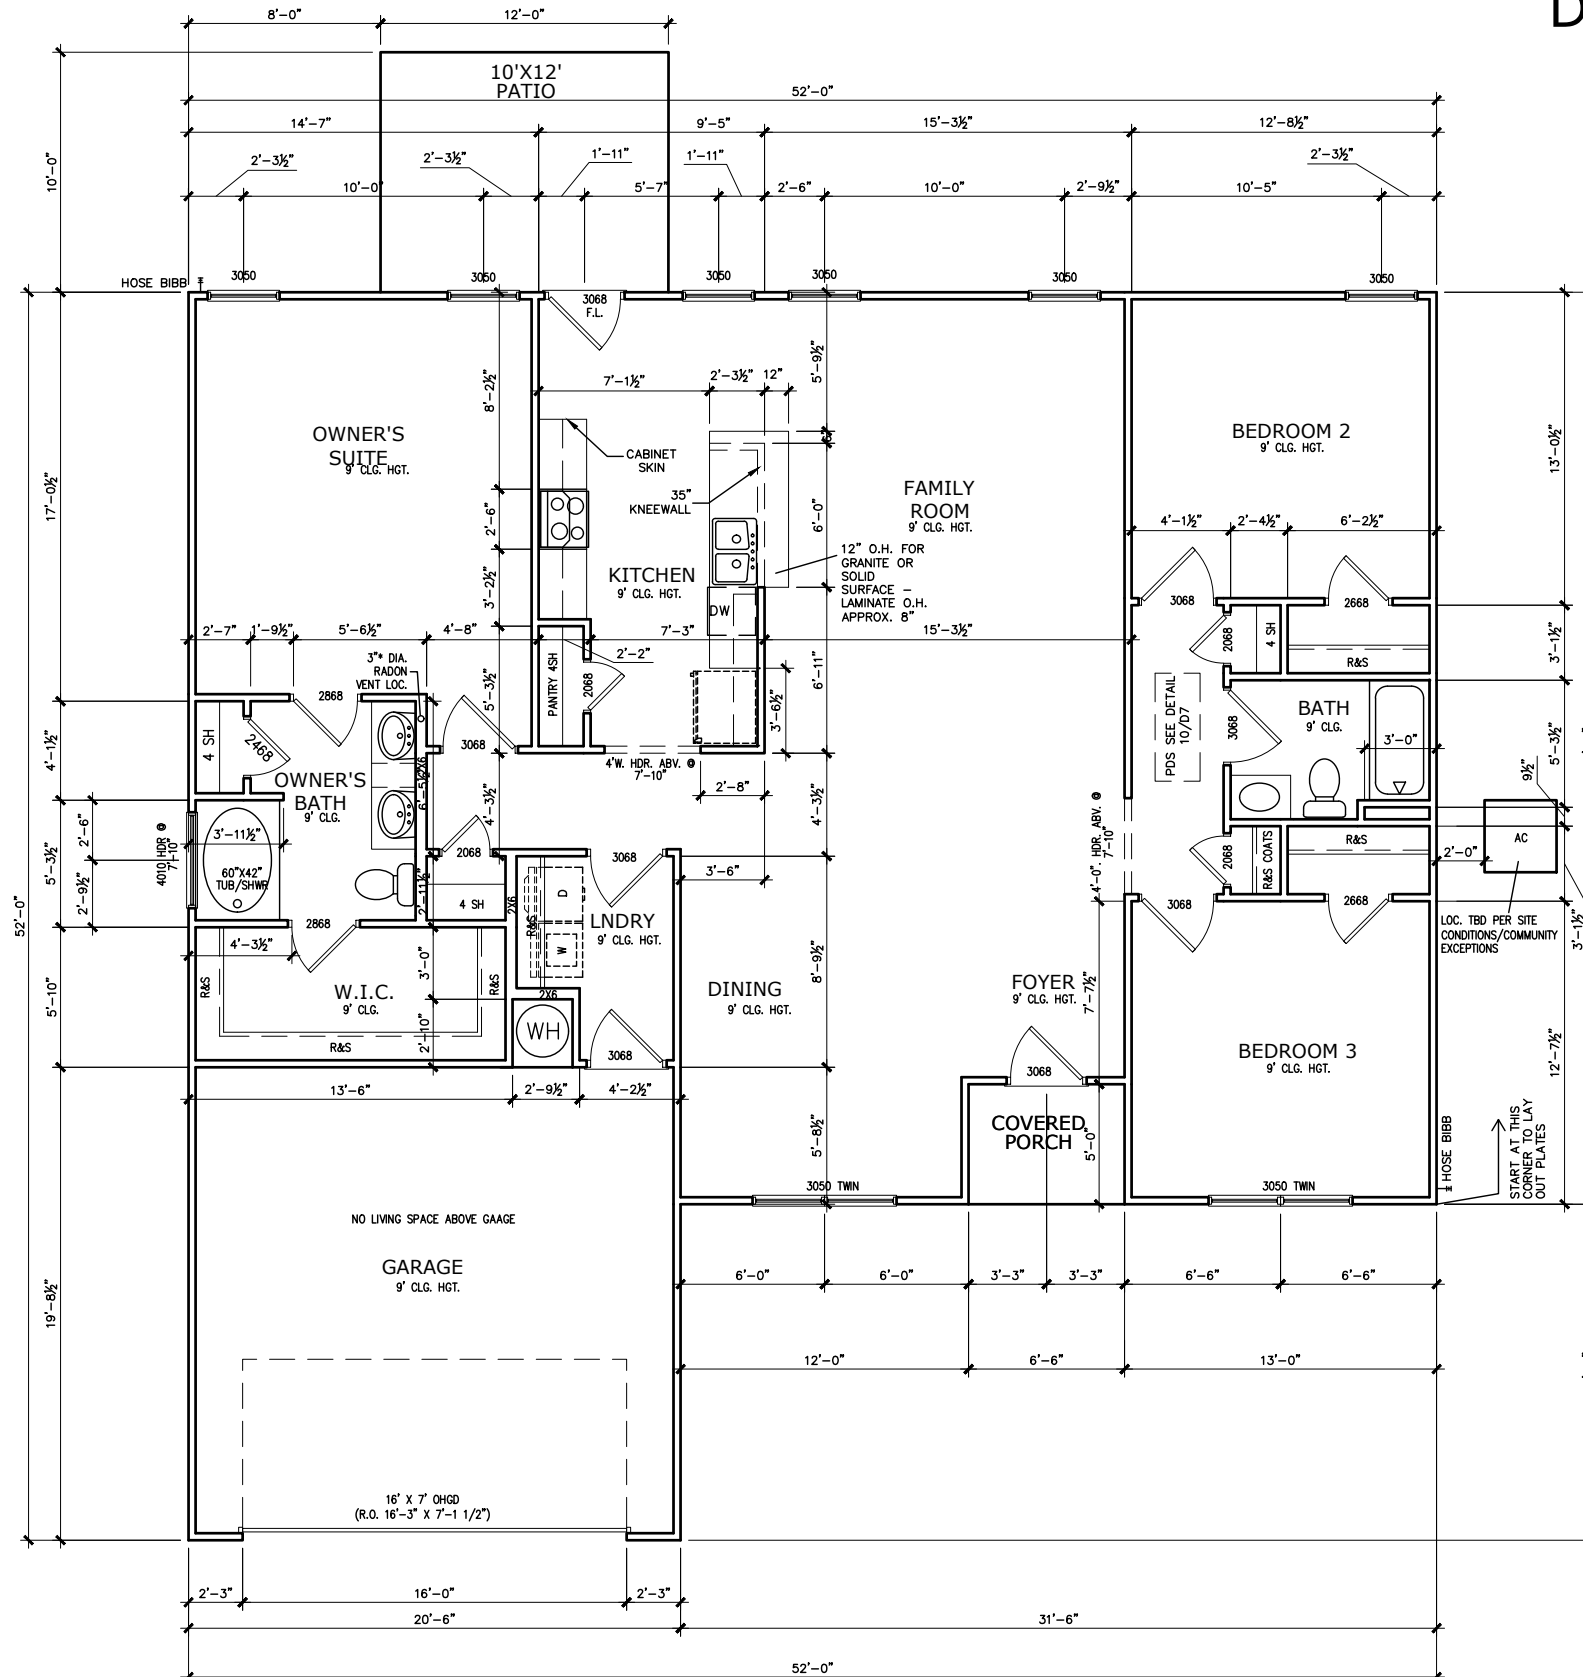 D
8'-0"
12'-0"
10'X12'
PATIO
52'-0"
14'-7"
9'-5"
15'-3½"
12'-8½"
2'-3½"
2'-3½"
1'-11"
1'-11"
2'-3½"
10'-0"
10'-0"
5'-7"
2'-6"
10'-0"
2'-9½"
10'-5"
HOSE BIBB
3050
3050
3050
3050
3050
3050
3068
F.L.
8'-2½"
5'-9½"
7'-1½"
2'-3½"
12"
6"
OWNER'S
SUITE
9' CLG. HGT.
CABINET
SKIN
35"
KNEEWALL
FAMILY
ROOM
9' CLG. HGT.
BEDROOM 2
9' CLG. HGT.
13'-0½"
17'-0½"
2'-6"
6'-0"
4'-1½"
2'-4½"
6'-2½"
12" O.H. FOR
GRANITE OR
SOLID
SURFACE –
LAMINATE O.H.
APPROX. 8"
KITCHEN
9' CLG. HGT.
3'-2½"
DW
3068
2668
2'-7"
1'-9½"
5'-6½"
4'-8"
7'-3"
15'-3½"
2'-2"
2068
4 SH
R&S
3'-1½"
3"* DIA.
RADON
VENT LOC.
5'-3½"
PANTRY 4SH
2068
6'-11"
3'-6½"
2868
PDS SEE DETAIL
10/D7
BATH
9' CLG.
3068
3'-0"
5'-3½"
4 SH
2468
4'-1½"
3068
4'W. HDR. ABV. @
7'-10"
OWNER'S
BATH
9' CLG.
2X6
6'-5½"
2'-8"
9½"
4'-3½"
4'-3½"
4'-0". HDR. ABV. @
7'-10"
2'-6"
3'-11½"
4010 HDR @
7'-10"
5'-3½"
2'-9½"
60"X42"
TUB/SHWR
2068
3068
2068
R&S COATS
R&S
AC
2'-0"
3'-6"
2'-11½"
4 SH
2X6
D
R&S
W
LNDRY
9' CLG. HGT.
3068
2668
LOC. TBD PER SITE
CONDITIONS/COMMUNITY
EXCEPTIONS
3'-1½"
2868
52'-0"
4'-3½"
R&S
R&S
3'-0"
8'-9½"
W.I.C.
9' CLG.
2X6
DINING
9' CLG. HGT.
FOYER
9' CLG. HGT.
7'-7½"
5'-10"
2'-10"
WH
R&S
3068
3068
BEDROOM 3
9' CLG. HGT.
12'-7½"
13'-6"
2'-9½"
4'-2½"
COVERED
PORCH
5'-8½"
5'-0"
HOSE BIBB
START AT THIS
CORNER TO LAY
OUT PLATES
3050 TWIN
3050 TWIN
NO LIVING SPACE ABOVE GAAGE
GARAGE
9' CLG. HGT.
19'-8½"
6'-0"
6'-0"
3'-3"
3'-3"
6'-6"
6'-6"
12'-0"
6'-6"
13'-0"
16' X 7' OHGD
(R.O. 16'-3" X 7'-1 1/2")
2'-3"
16'-0"
2'-3"
20'-6"
31'-6"
52'-0"